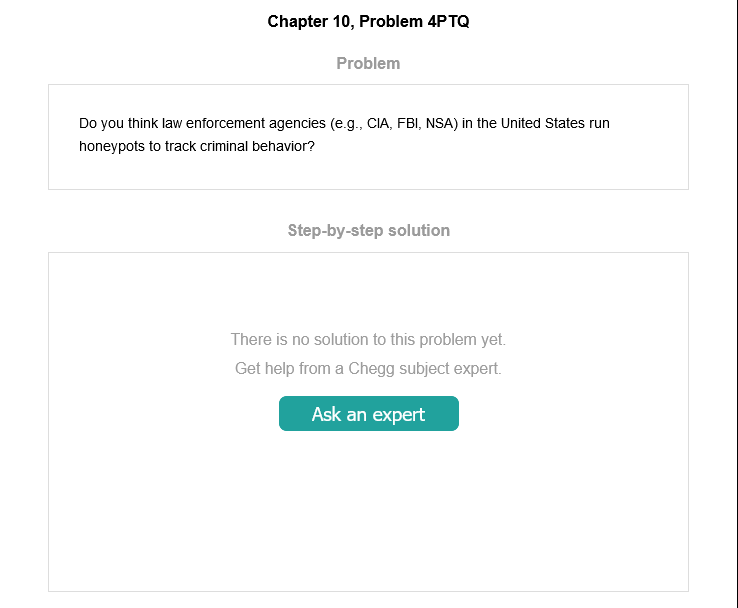 Chapter 10, Problem 4PTQ
Problem
Do you think law enforcement agencies (e.g., CIA, FBI, NSA) in the United States run
honeypots to track criminal behavior?
Step-by-step solution
There is no solution to this problem yet.
Get help from a Chegg subject expert.
Ask an expert